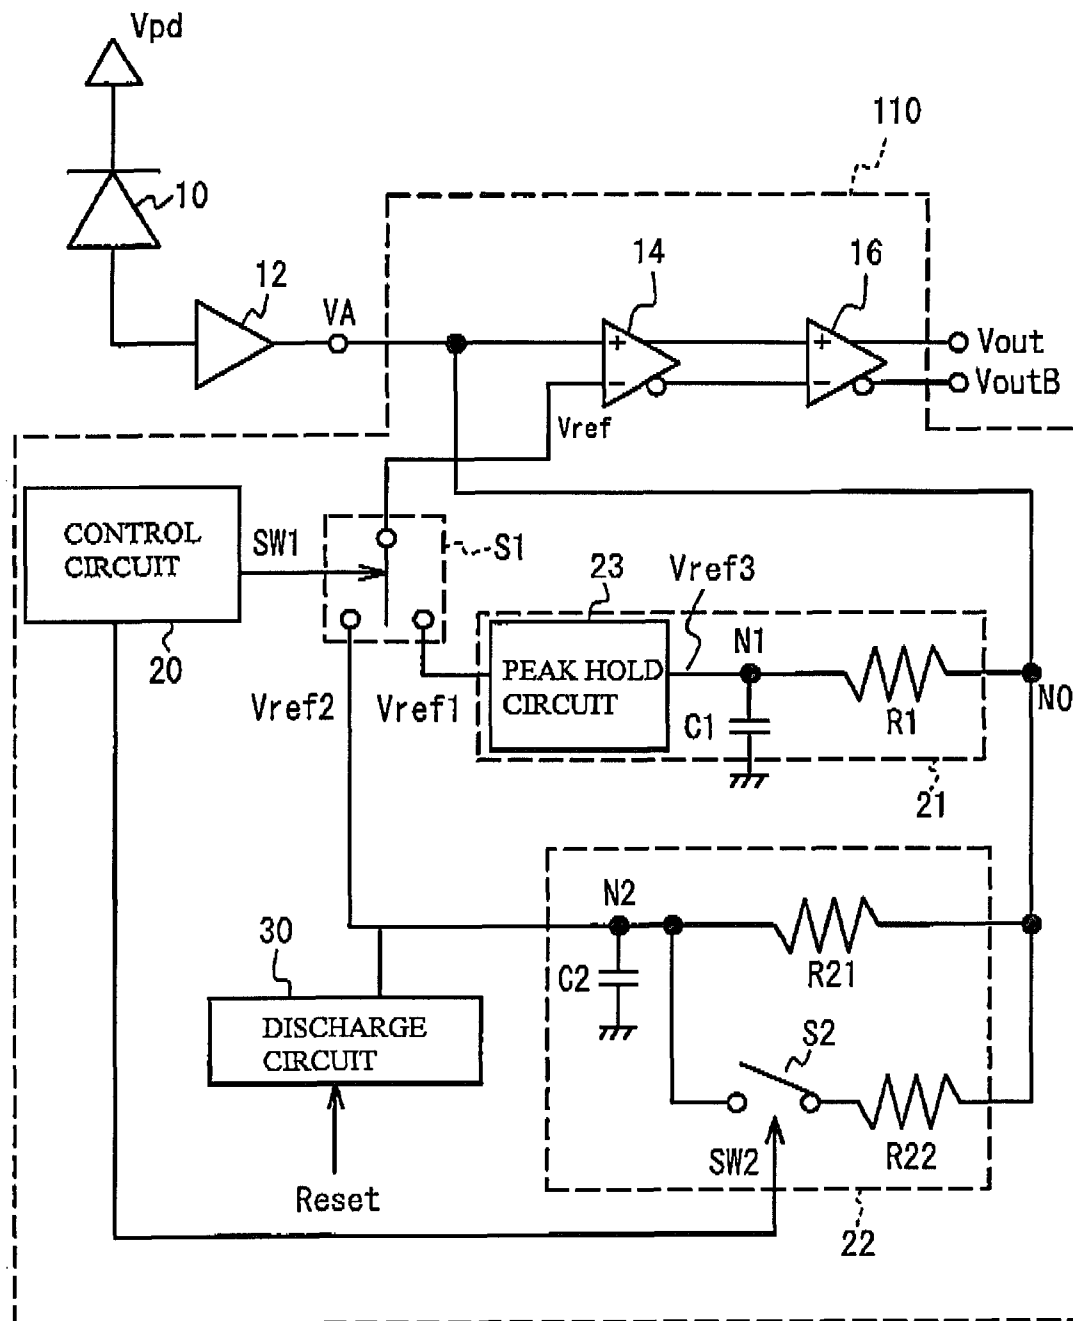 Vpd
110
10
12
VA
14
16
+
-
+
-
Vout
VoutB
Vref
CONTROL
CIRCUIT
SW1
S1
20
23
Vref3
N1
PEAK HOLD
CIRCUIT
C1
R1
N0
Vref2
Vref1
21
N2
C2
R21
30
DISCHARGE
CIRCUIT
S2
SW2
R22
Reset
22